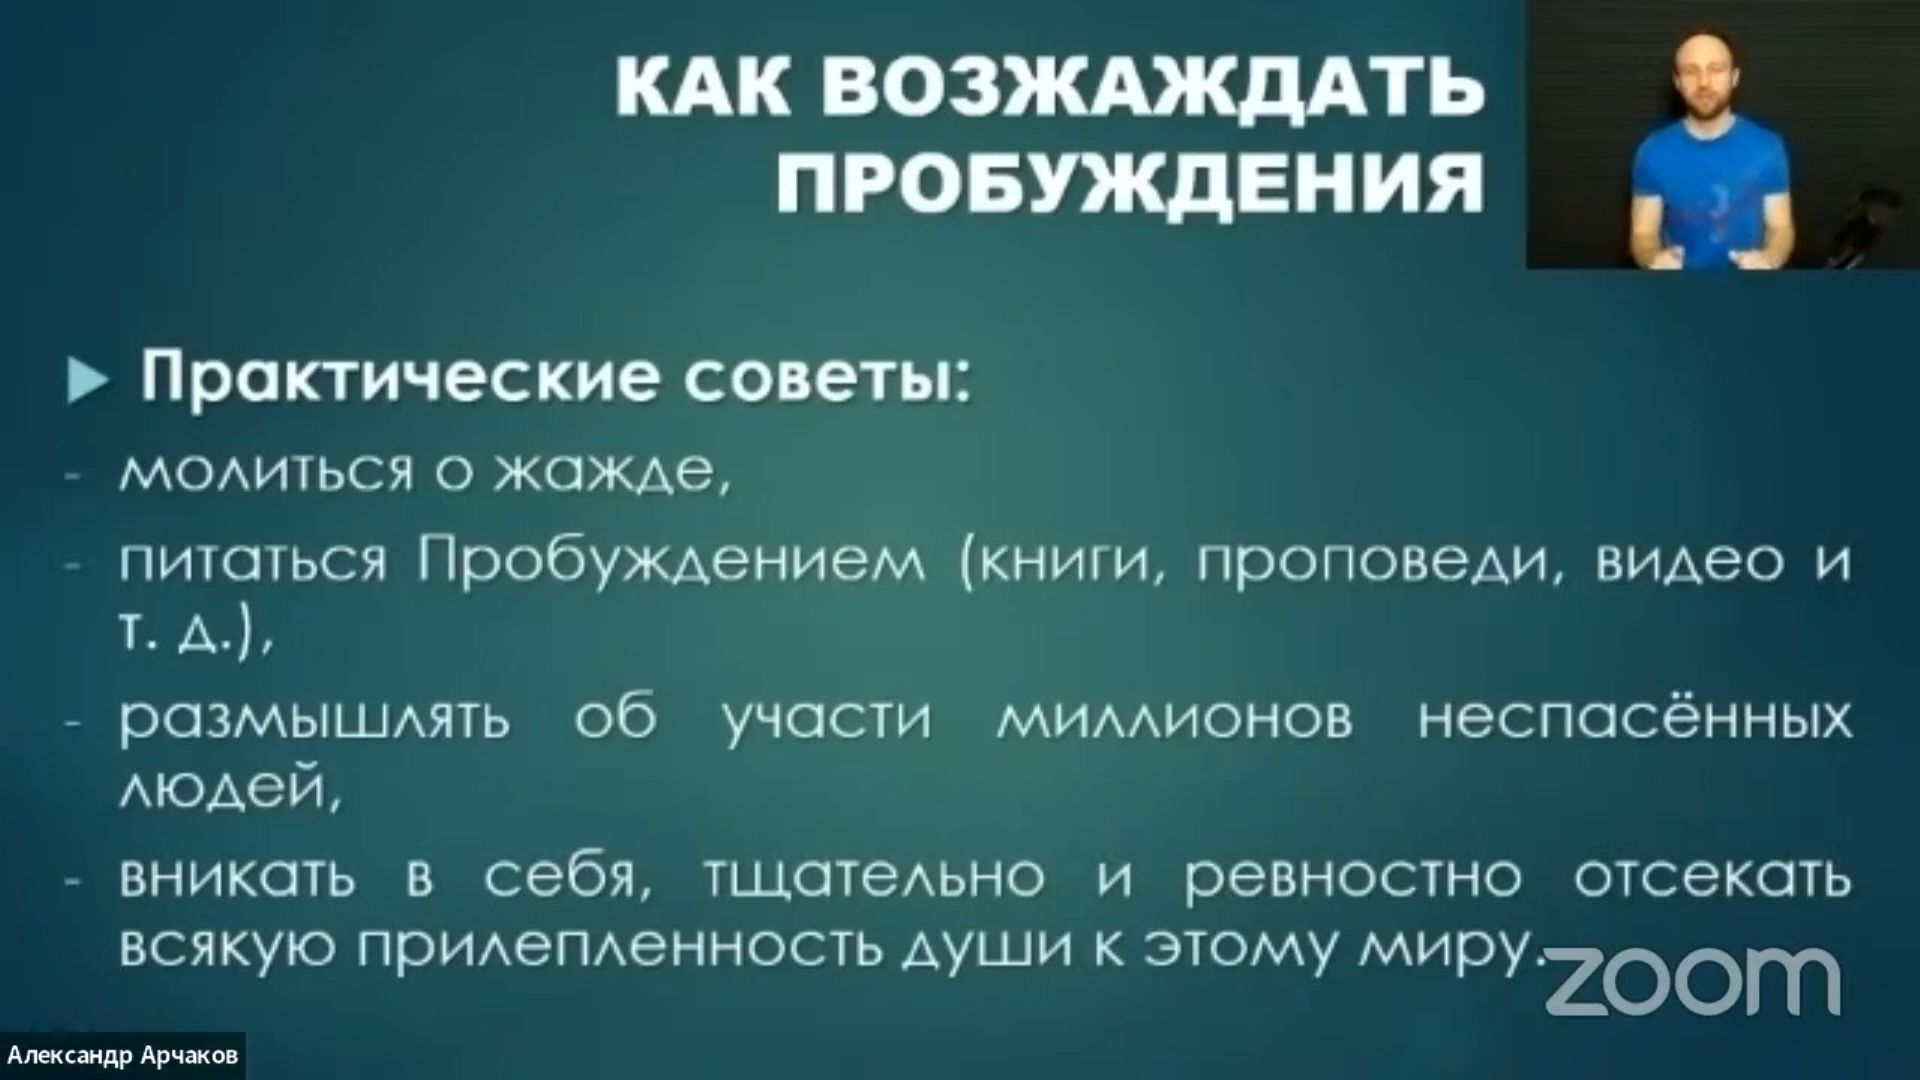 КАК ВОЗЖАЖДАТЬ
ПРОБУЖДЕНИЯ
Практические советы:
- молиться о жажде,
- питаться Пробуждением (книги, проповеди, видео и
т. д.),
- размышлять об участи миллионов неспасённых
людей,
- вникать в себя, тщательно и ревностно отсекать
всякую прилепленность души к этому миру.
zoom
Александр Арчаков